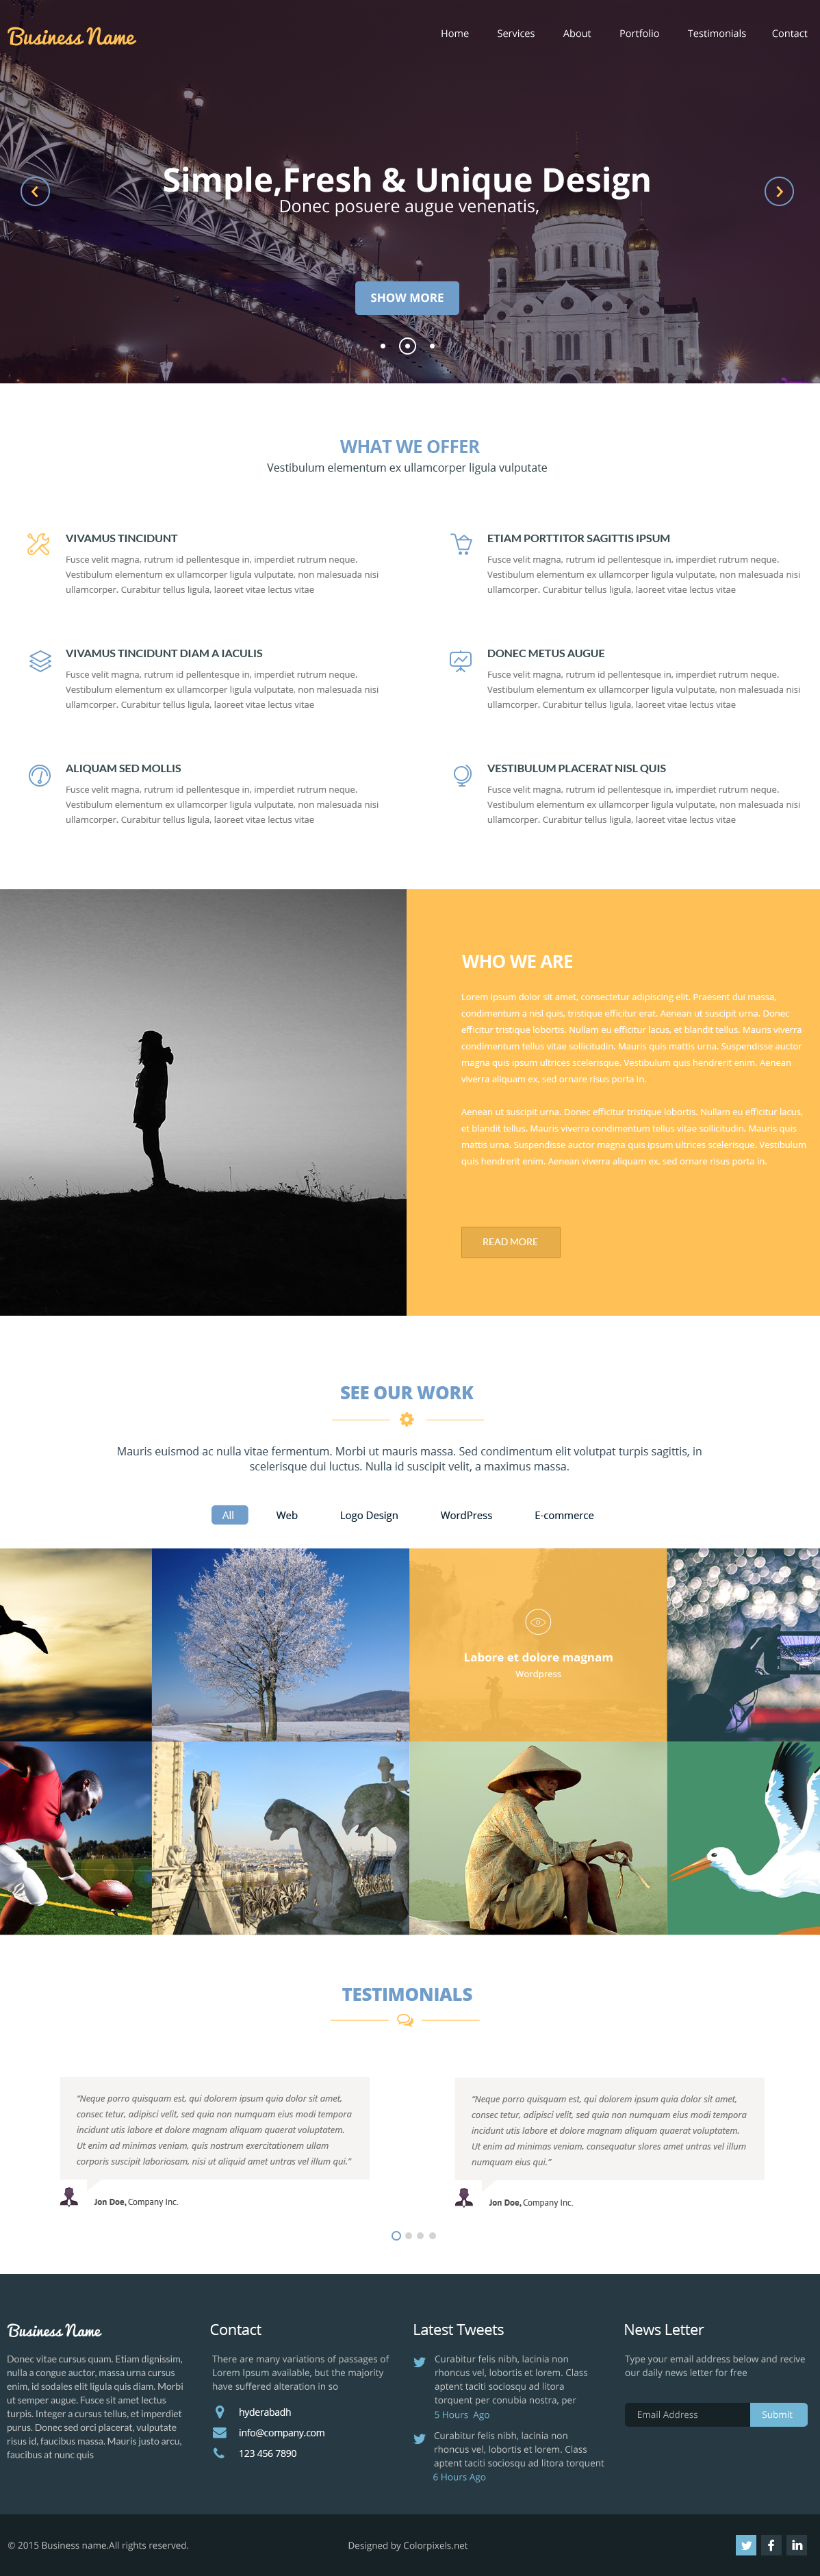 Business Name
Home Services About Portfolio Testimonials Contact
Simple,Fresh & Unique Design
Donec posuere augue venenatis,
SHOW MORE
WHAT WE OFFER
Vestibulum elementum ex ullamcorper ligula vulputate
VIVAMUS TINCIDUNT
Fusce velit magna, rutrum id pellentesque in, imperdiet rutrum neque.
Vestibulum elementum ex ullamcorper ligula vulputate, non malesuada nisi
ullamcorper. Curabitur tellus ligula, laoreet vitae lectus vitae
ETIAM PORTTITOR SAGITTIS IPSUM
Fusce velit magna, rutrum id pellentesque in, imperdiet rutrum neque.
Vestibulum elementum ex ullamcorper ligula vulputate, non malesuada nisi
ullamcorper. Curabitur tellus ligula, laoreet vitae lectus vitae
VIVAMUS TINCIDUNT DIAM A IACULIS
Fusce velit magna, rutrum id pellentesque in, imperdiet rutrum neque.
Vestibulum elementum ex ullamcorper ligula vulputate, non malesuada nisi
ullamcorper. Curabitur tellus ligula, laoreet vitae lectus vitae
DONEC METUS AUGUE
Fusce velit magna, rutrum id pellentesque in, imperdiet rutrum neque.
Vestibulum elementum ex ullamcorper ligula vulputate, non malesuada nisi
ullamcorper. Curabitur tellus ligula, laoreet vitae lectus vitae
ALIQUAM SED MOLLIS
Fusce velit magna, rutrum id pellentesque in, imperdiet rutrum neque.
Vestibulum elementum ex ullamcorper ligula vulputate, non malesuada nisi
ullamcorper. Curabitur tellus ligula, laoreet vitae lectus vitae
VESTIBULUM PLACERAT NISL QUIS
Fusce velit magna, rutrum id pellentesque in, imperdiet rutrum neque.
Vestibulum elementum ex ullamcorper ligula vulputate, non malesuada nisi
ullamcorper. Curabitur tellus ligula, laoreet vitae lectus vitae
WHO WE ARE
Lorem ipsum dolor sit amet, consectetur adipiscing elit. Praesent dui massa,
condimentum a nisl quis, tristique efficitur erat. Aenean ut suscipit urna. Donec
efficitur tristique lobortis. Nullam eu efficitur lacus, et blandit tellus. Mauris viverra
condimentum tellus vitae sollicitudin. Mauris quis mattis urna. Suspendisse auctor
magna quis ipsum ultrices scelerisque. Vestibulum quis hendrerit enim. Aenean
viverra aliquam ex, sed ornare risus porta in.
Aenean ut suscipit urna. Donec efficitur tristique lobortis. Nullam eu efficitur lacus,
et blandit tellus. Mauris viverra condimentum tellus vitae sollicitudin. Mauris quis
mattis urna. Suspendisse auctor magna quis ipsum ultrices scelerisque. Vestibulum
quis hendrerit enim. Aenean viverra aliquam ex, sed ornare risus porta in.
READ MORE
SEE OUR WORK
Mauris euismod ac nulla vitae fermentum. Morbi ut mauris massa. Sed condimentum elit volutpat turpis sagittis, in
scelerisque dui luctus. Nulla id suscipit velit, a maximus massa.
All Web Logo Design WordPress E-commerce
Labore et dolore magnam
Wordpress
TESTIMONIALS
“Neque porro quisquam est, qui dolorem ipsum quia dolor sit amet,
consec tetur, adipisci velit, sed quia non numquam eius modi tempora
incidunt utis labore et dolore magnam aliquam quaerat voluptatem.
Ut enim ad minimas veniam, quis nostrum exercitationem ullam
corporis suscipit laboriosam, nisi ut aliquid amet untras vel illum qui.”
Jon Doe, Company Inc.
“Neque porro quisquam est, qui dolorem ipsum quia dolor sit amet,
consec tetur, adipisci velit, sed quia non numquam eius modi tempora
incidunt utis labore et dolore magnam aliquam quaerat voluptatem.
Ut enim ad minimas veniam, consequatur slores amet untras vel illum
numquam eius qui.”
Jon Doe, Company Inc.
Business Name
Donec vitae cursus quam. Etiam dignissim,
nulla a congue auctor, massa urna cursus
enim, id sodales elit ligula quis diam. Morbi
ut semper augue. Fusce sit amet lectus
turpis. Integer a cursus tellus, et imperdiet
purus. Donec sed orci placerat, vulputate
risus id, faucibus massa. Mauris justo arcu,
faucibus at nunc quis
Contact
There are many variations of passages of
Lorem Ipsum available, but the majority
have suffered alteration in so
hyderabadh
info@company.com
123 456 7890
Latest Tweets
Curabitur felis nibh, lacinia non
rhoncus vel, lobortis et lorem. Class
aptent taciti sociosqu ad litora
torquent per conubia nostra, per
5 Hours Ago
Curabitur felis nibh, lacinia non
rhoncus vel, lobortis et lorem. Class
aptent taciti sociosqu ad litora torquent
6 Hours Ago
News Letter
Type your email address below and recive
our daily news letter for free
Email Address Submit
© 2015 Business name.All rights reserved.
Designed by Colorpixels.net